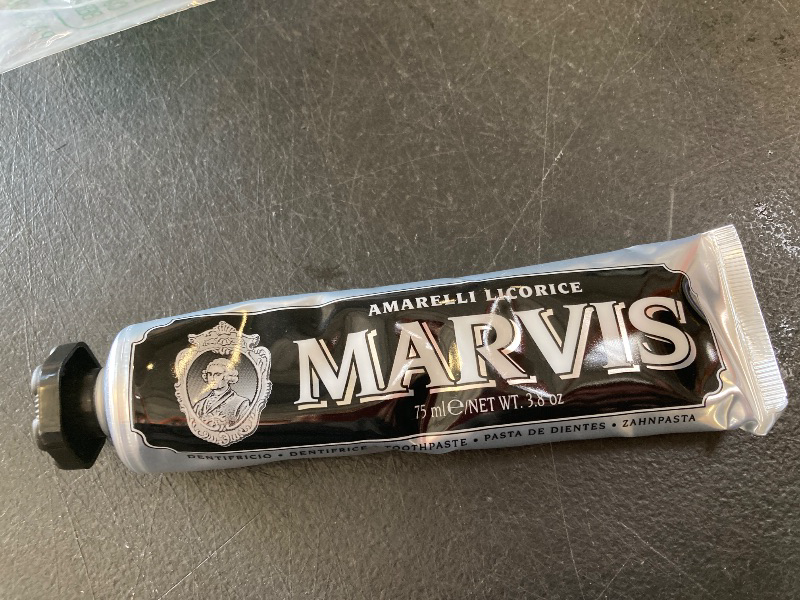 AMARELLI LICORICE
MARVIS
75 ml℮/NET WT. 3.8 oz
DENTIFRICIO • DENTIFRICE • TOOTHPASTE • PASTA DE DIENTES • ZAHNPASTA